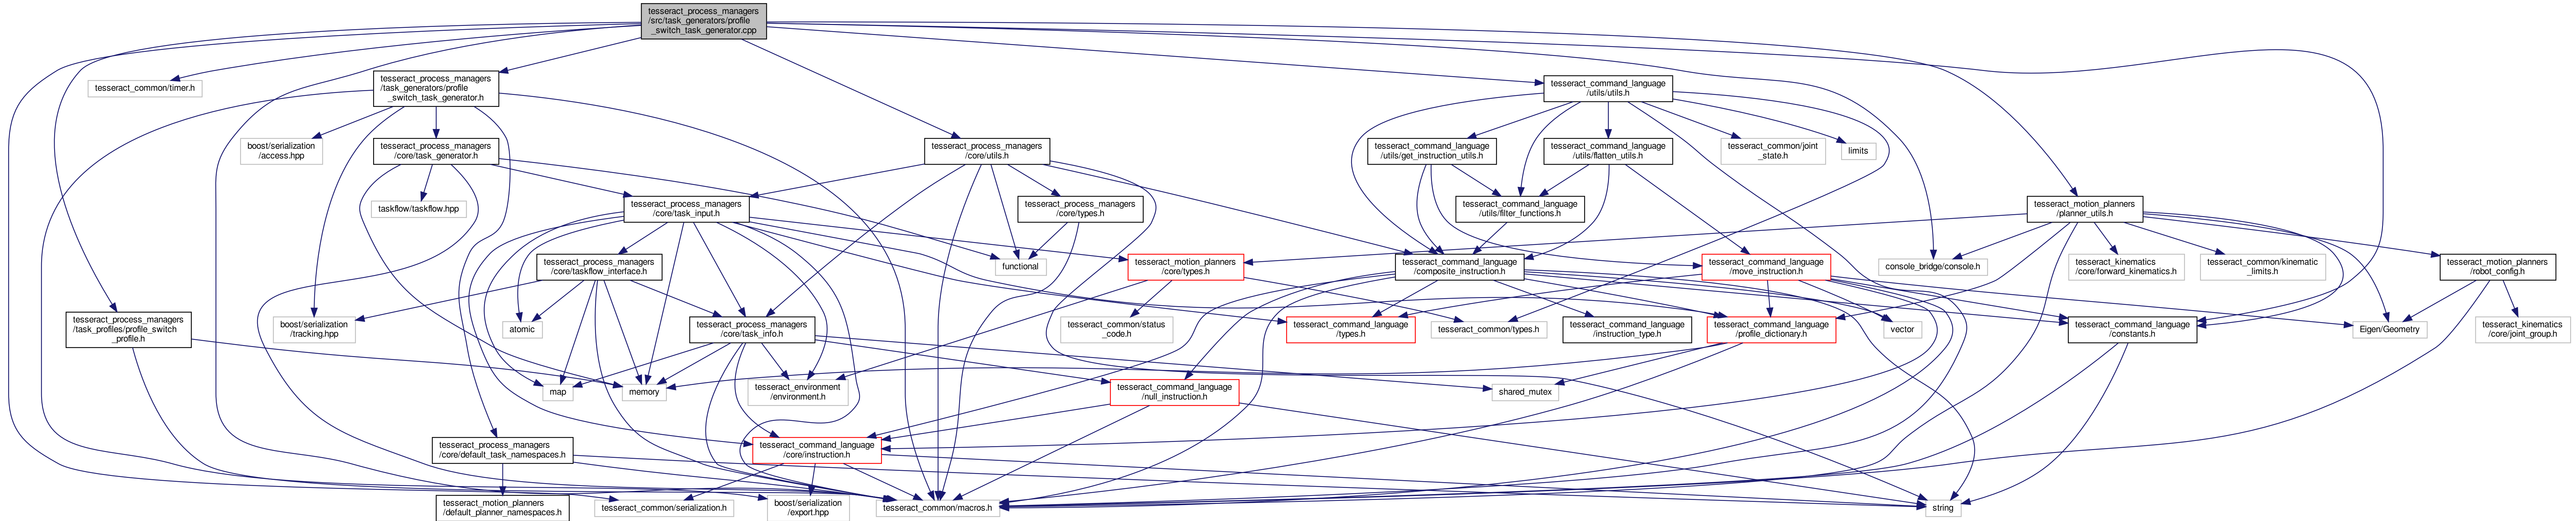 tesseract_process_managers
/src/task_generators/profile
_switch_task_generator.cpp
tesseract_common/timer.h
tesseract_process_managers
/task_generators/profile
_switch_task_generator.h
tesseract_command_language
/utils/utils.h
boost/serialization
/access.hpp
tesseract_process_managers
/core/task_generator.h
tesseract_process_managers
/core/utils.h
tesseract_command_language
/utils/get_instruction_utils.h
tesseract_command_language
/utils/flatten_utils.h
tesseract_common/joint
_state.h
limits
taskflow/taskflow.hpp
tesseract_process_managers
/core/task_input.h
tesseract_process_managers
/core/types.h
tesseract_command_language
/utils/filter_functions.h
tesseract_motion_planners
/planner_utils.h
tesseract_process_managers
/core/taskflow_interface.h
functional
tesseract_motion_planners
/core/types.h
tesseract_command_language
/composite_instruction.h
tesseract_command_language
/move_instruction.h
console_bridge/console.h
tesseract_kinematics
/core/forward_kinematics.h
tesseract_common/kinematic
_limits.h
tesseract_motion_planners
/robot_config.h
tesseract_process_managers
/task_profiles/profile_switch
_profile.h
boost/serialization
/tracking.hpp
atomic
tesseract_process_managers
/core/task_info.h
tesseract_common/status
_code.h
tesseract_command_language
/types.h
tesseract_common/types.h
tesseract_command_language
/instruction_type.h
tesseract_command_language
/profile_dictionary.h
vector
tesseract_command_language
/constants.h
Eigen/Geometry
tesseract_kinematics
/core/joint_group.h
map
memory
tesseract_environment
/environment.h
tesseract_command_language
/null_instruction.h
shared_mutex
tesseract_process_managers
/core/default_task_namespaces.h
tesseract_command_language
/core/instruction.h
tesseract_motion_planners
/default_planner_namespaces.h
tesseract_common/serialization.h
boost/serialization
/export.hpp
tesseract_common/macros.h
string